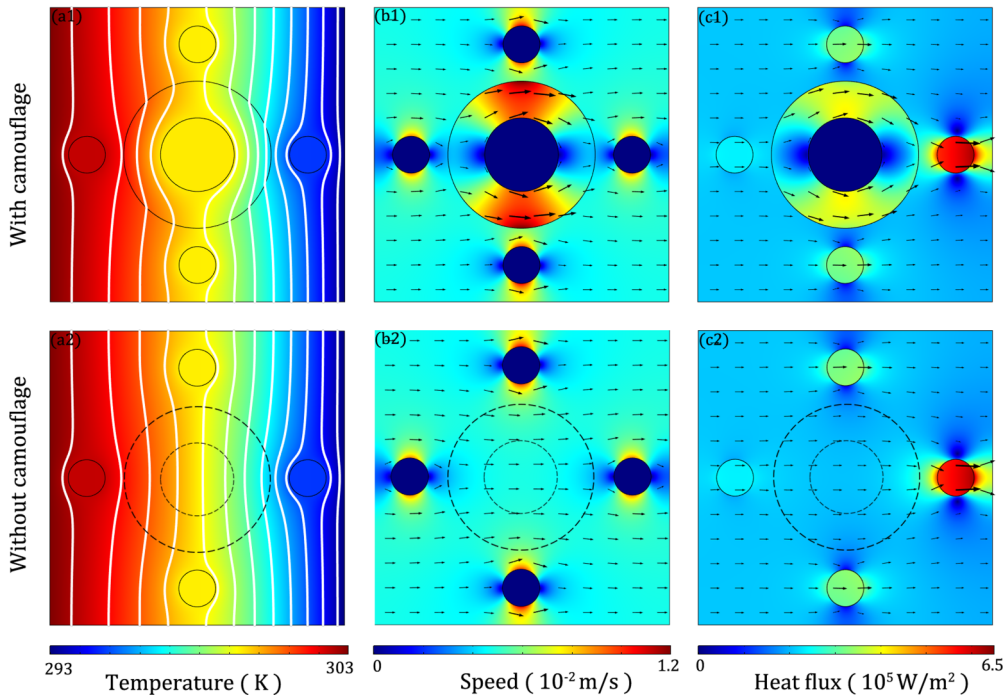 (a1)
(b1)
(c1)
With camouflage
(a2)
(b2)
(c2)
Without camouflage
293
303
Temperature ( K )
0
1.2
Speed ( 10⁻² m/s )
0
6.5
Heat flux ( 10⁵ W/m² )